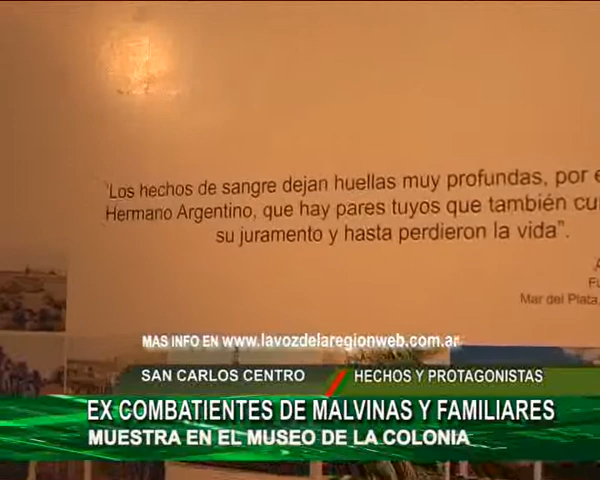 "Los hechos de sangre dejan huellas muy profundas, por e
Hermano Argentino, que hay pares tuyos que también cu
su juramento y hasta perdieron la vida".
A
Fu
Mar del Plata,
MAS INFO EN www.lavozdelaregionweb.com.ar
SAN CARLOS CENTRO / HECHOS Y PROTAGONISTAS
EX COMBATIENTES DE MALVINAS Y FAMILIARES
MUESTRA EN EL MUSEO DE LA COLONIA